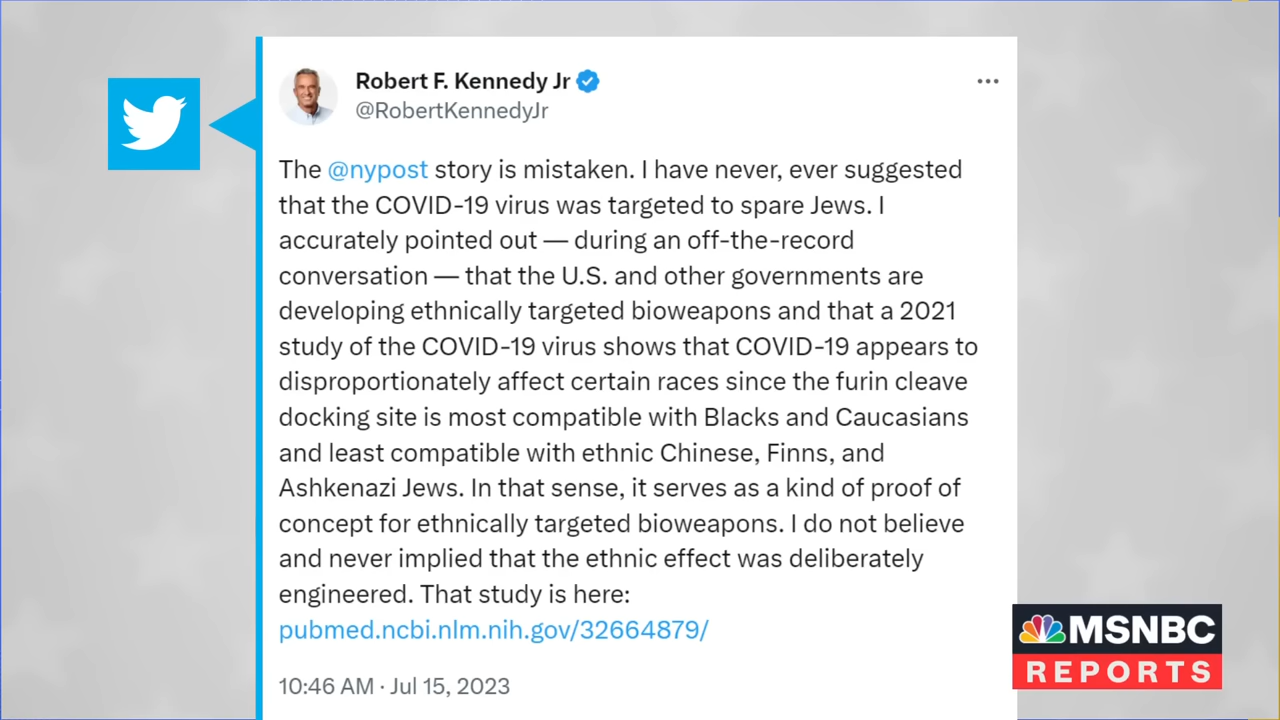 Robert F. Kennedy Jr
@RobertKennedyJr
The @nypost story is mistaken. I have never, ever suggested
that the COVID-19 virus was targeted to spare Jews. I
accurately pointed out — during an off-the-record
conversation — that the U.S. and other governments are
developing ethnically targeted bioweapons and that a 2021
study of the COVID-19 virus shows that COVID-19 appears to
disproportionately affect certain races since the furin cleave
docking site is most compatible with Blacks and Caucasians
and least compatible with ethnic Chinese, Finns, and
Ashkenazi Jews. In that sense, it serves as a kind of proof of
concept for ethnically targeted bioweapons. I do not believe
and never implied that the ethnic effect was deliberately
engineered. That study is here:
pubmed.ncbi.nlm.nih.gov/32664879/
10:46 AM · Jul 15, 2023
MSNBC
REPORTS